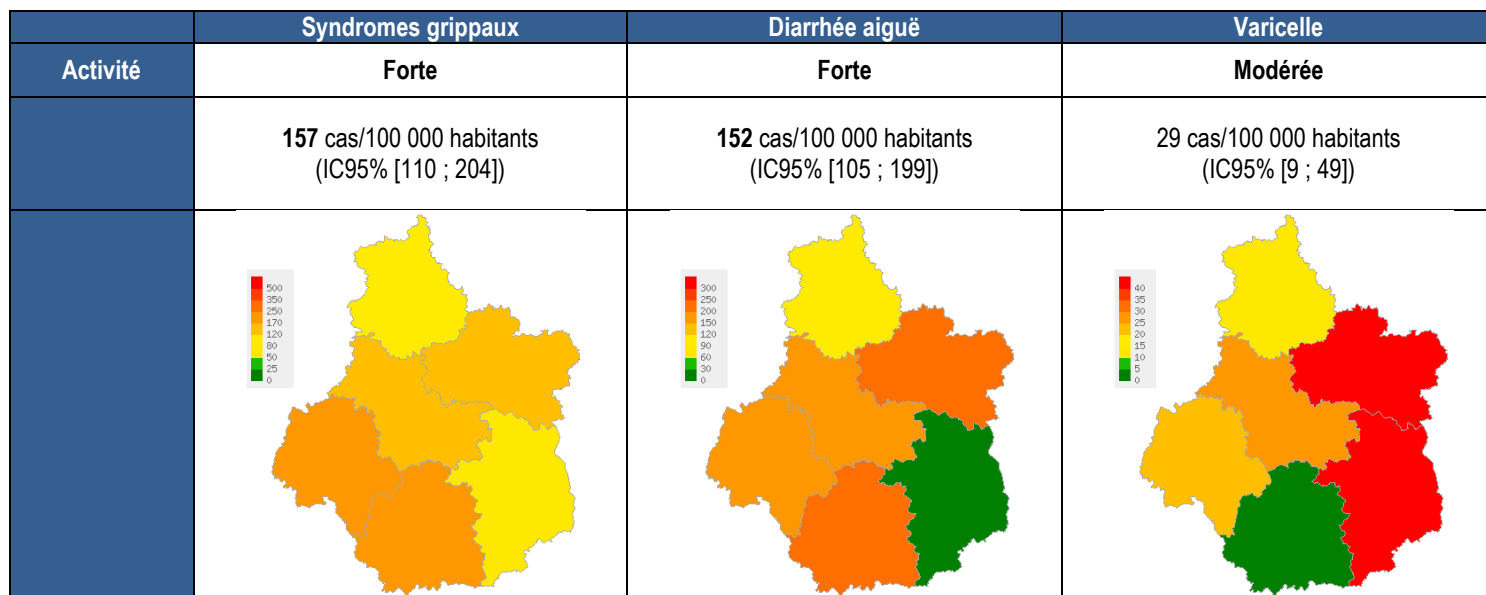 Syndromes grippaux
Diarrhée aiguë
Varicelle
Activité
Forte
Forte
Modérée
157 cas/100 000 habitants
(IC95% [110 ; 204])
152 cas/100 000 habitants
(IC95% [105 ; 199])
29 cas/100 000 habitants
(IC95% [9 ; 49])
500
350
250
170
120
80
50
25
0
300
250
200
150
120
90
60
30
0
40
35
30
25
20
15
10
5
0